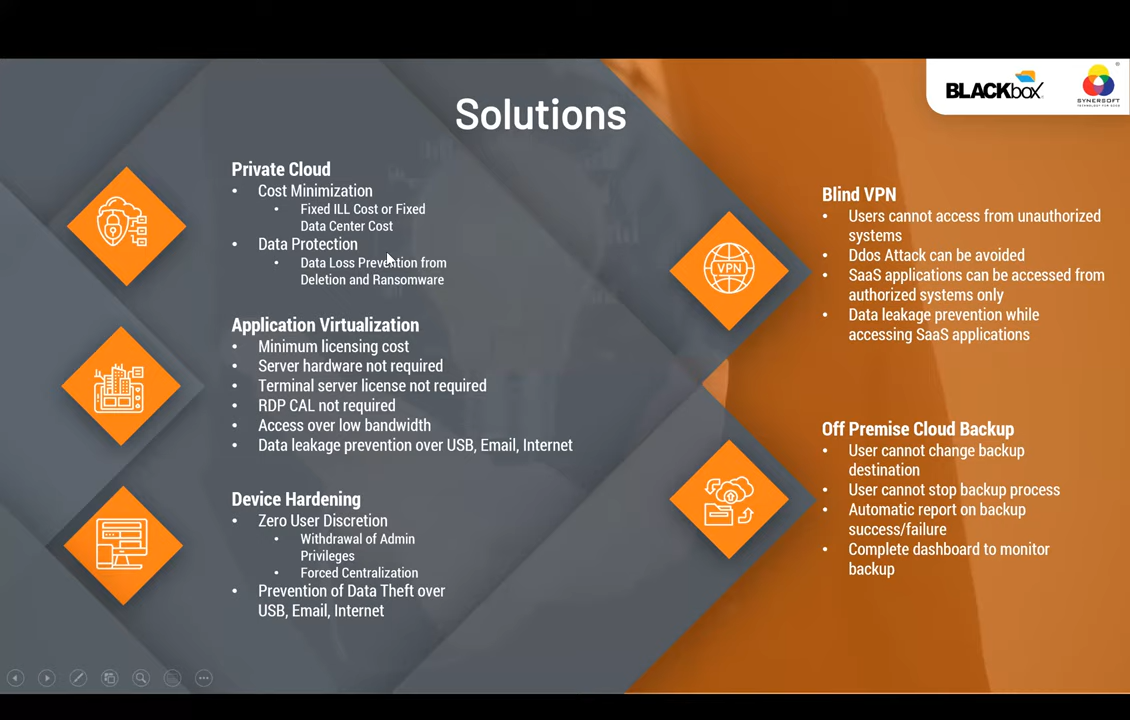 BLACKbox
SYNERSOFT
TECHNOLOGY FOR GOOD
Solutions
Private Cloud
• Cost Minimization
• Fixed ILL Cost or Fixed
Data Center Cost
• Data Protection
• Data Loss Prevention from
Deletion and Ransomware
Application Virtualization
• Minimum licensing cost
• Server hardware not required
• Terminal server license not required
• RDP CAL not required
• Access over low bandwidth
• Data leakage prevention over USB, Email, Internet
Device Hardening
• Zero User Discretion
• Withdrawal of Admin
Privileges
• Forced Centralization
• Prevention of Data Theft over
USB, Email, Internet
VPN
Blind VPN
• Users cannot access from unauthorized
systems
• Ddos Attack can be avoided
• SaaS applications can be accessed from
authorized systems only
• Data leakage prevention while
accessing SaaS applications
Off Premise Cloud Backup
• User cannot change backup
destination
• User cannot stop backup process
• Automatic report on backup
success/failure
• Complete dashboard to monitor
backup